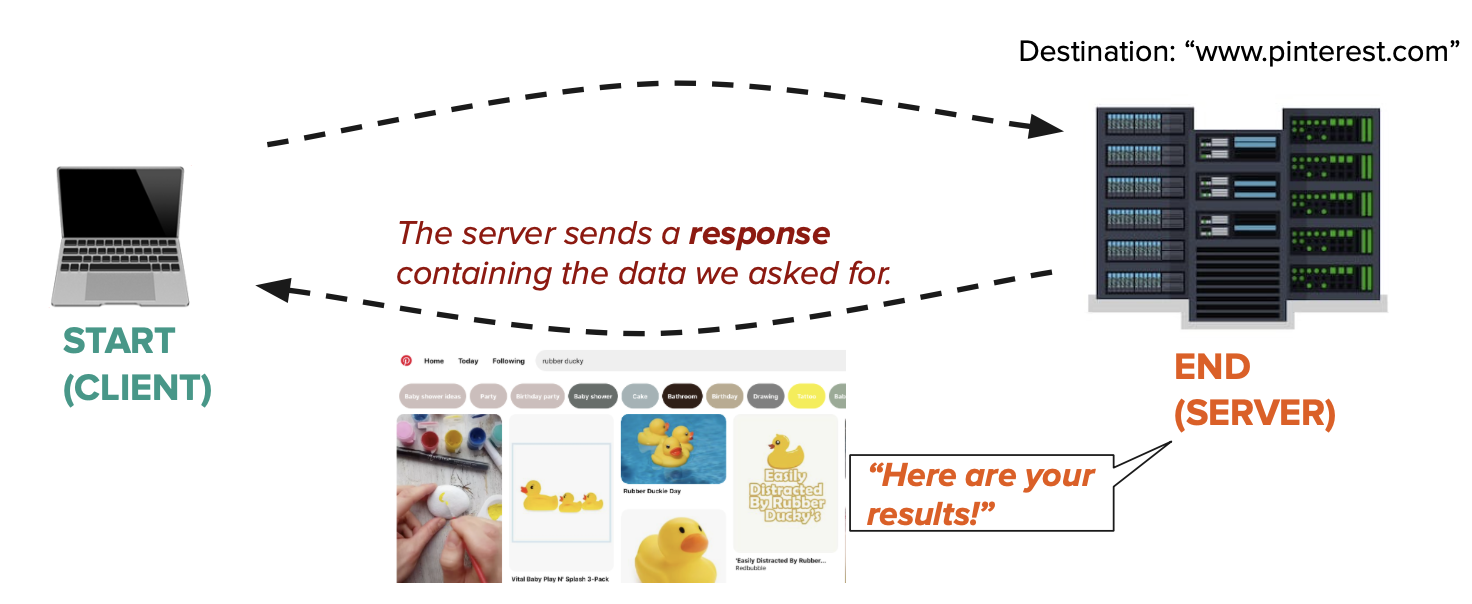 Destination: “www.pinterest.com”
The server sends a response
containing the data we asked for.
START
(CLIENT)
END
(SERVER)
“Here are your
results!”
Home Today Following rubber ducky
Baby shower ideas Party Birthday party Baby shower Cake Bathroom Birthday Drawing Tattoo
Rubber Duckie Day
Easily
Distracted
By Rubber
Ducky's
'Easily Distracted By Rubber...
Redbubble
Vital Baby Play N' Splash 3-Pack